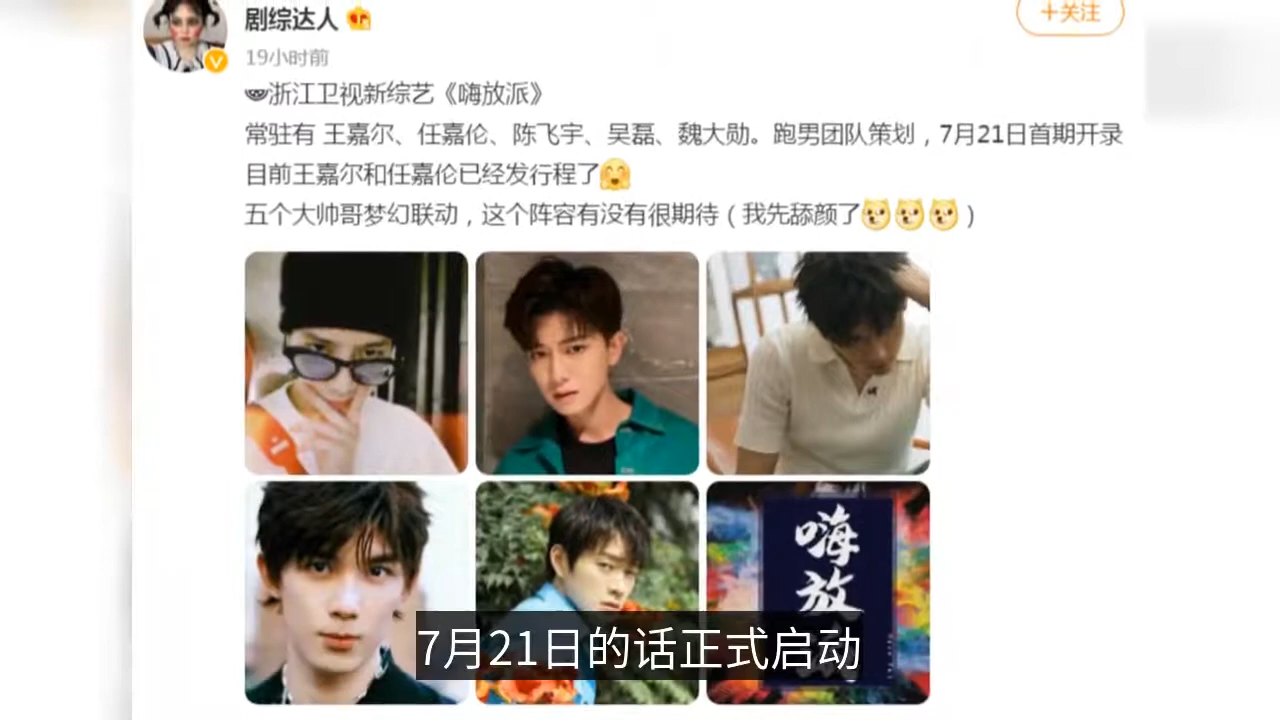 剧综达人
+关注
19小时前
浙江卫视新综艺《嗨放派》
常驻有 王嘉尔、任嘉伦、陈飞宇、吴磊、魏大勋。跑男团队策划，7月21日首期开录
目前王嘉尔和任嘉伦已经发行程了
五个大帅哥梦幻联动，这个阵容有没有很期待（我先舔颜了）
嗨
放
7月21日的话正式启动